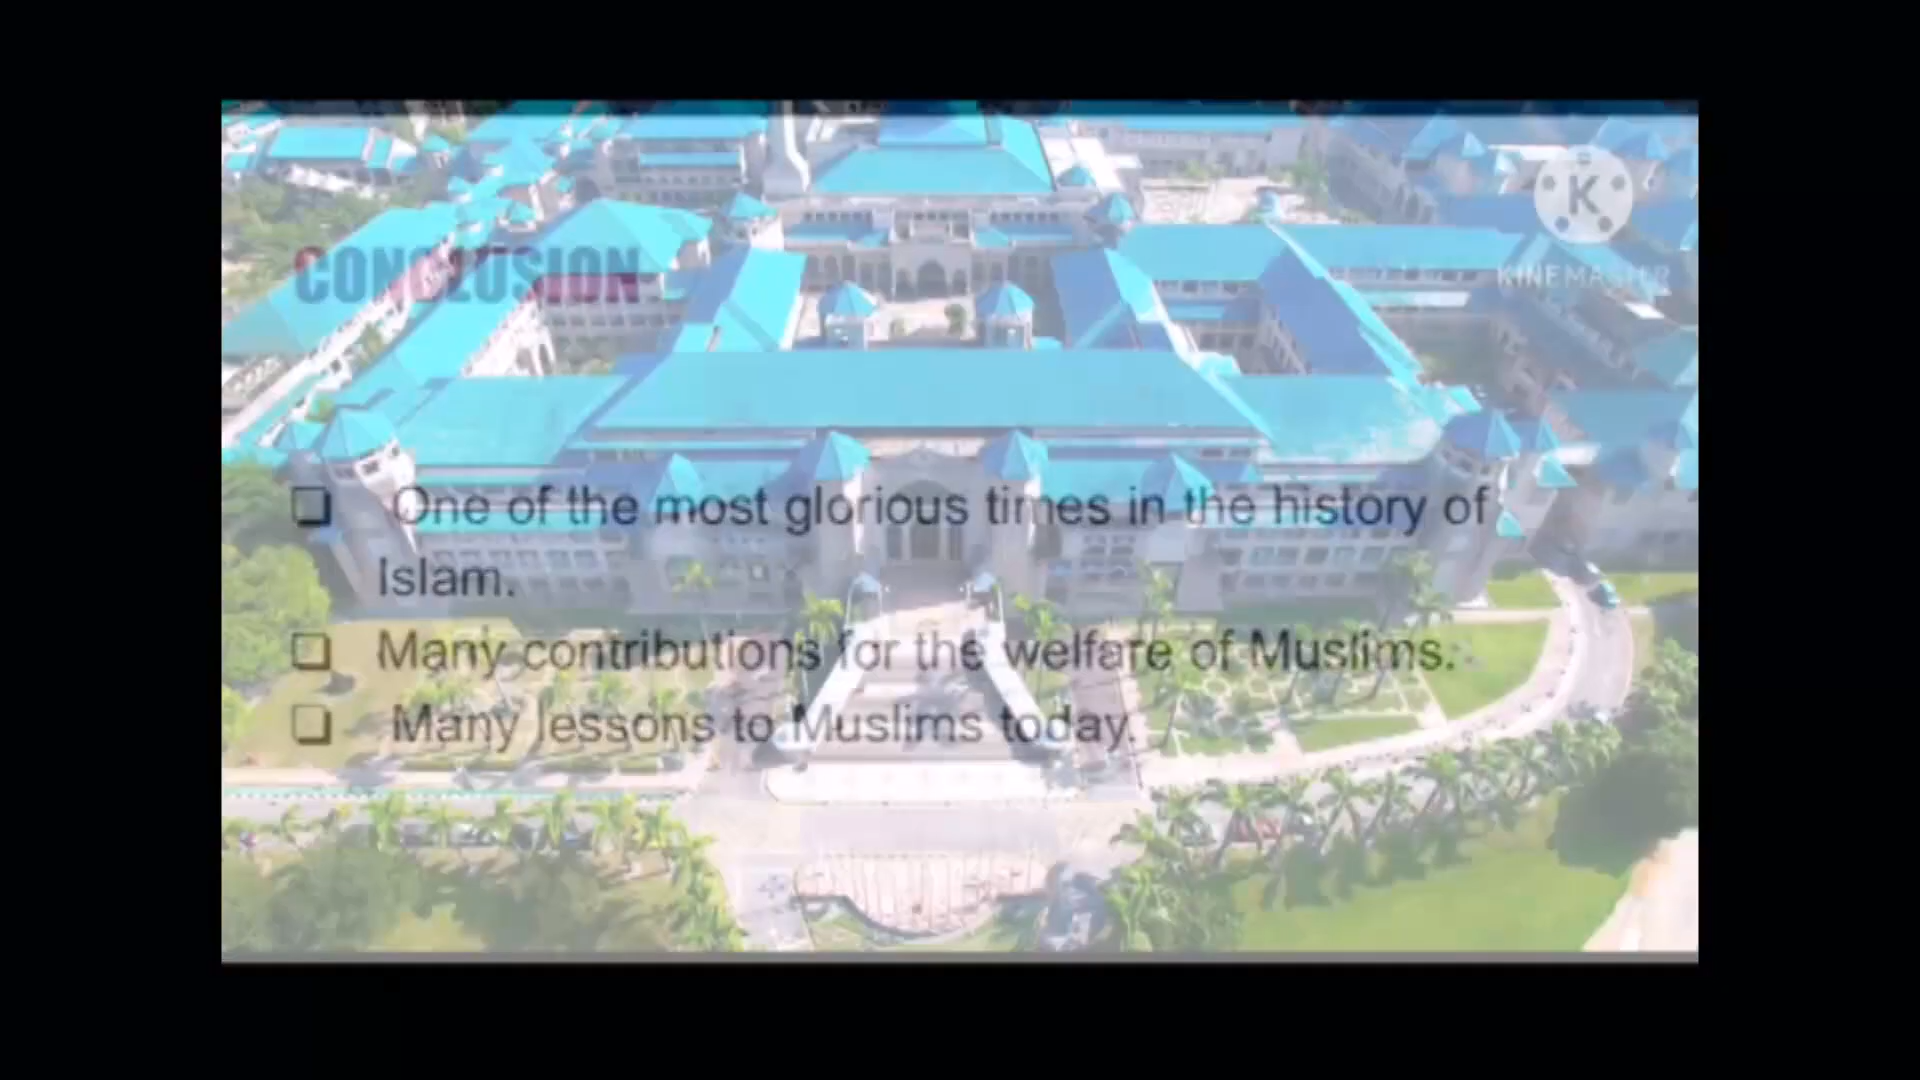 CONCLUSION
K
KINEMASTER
❑ One of the most glorious times in the history of
Islam.
❑ Many contributions for the welfare of Muslims.
❑ Many lessons to Muslims today.